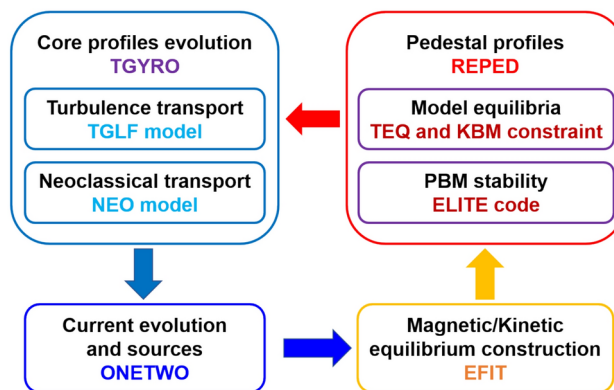 Core profiles evolution
TGYRO
Turbulence transport
TGLF model
Neoclassical transport
NEO model
Pedestal profiles
REPED
Model equilibria
TEQ and KBM constraint
PBM stability
ELITE code
Current evolution
and sources
ONETWO
Magnetic/Kinetic
equilibrium construction
EFIT